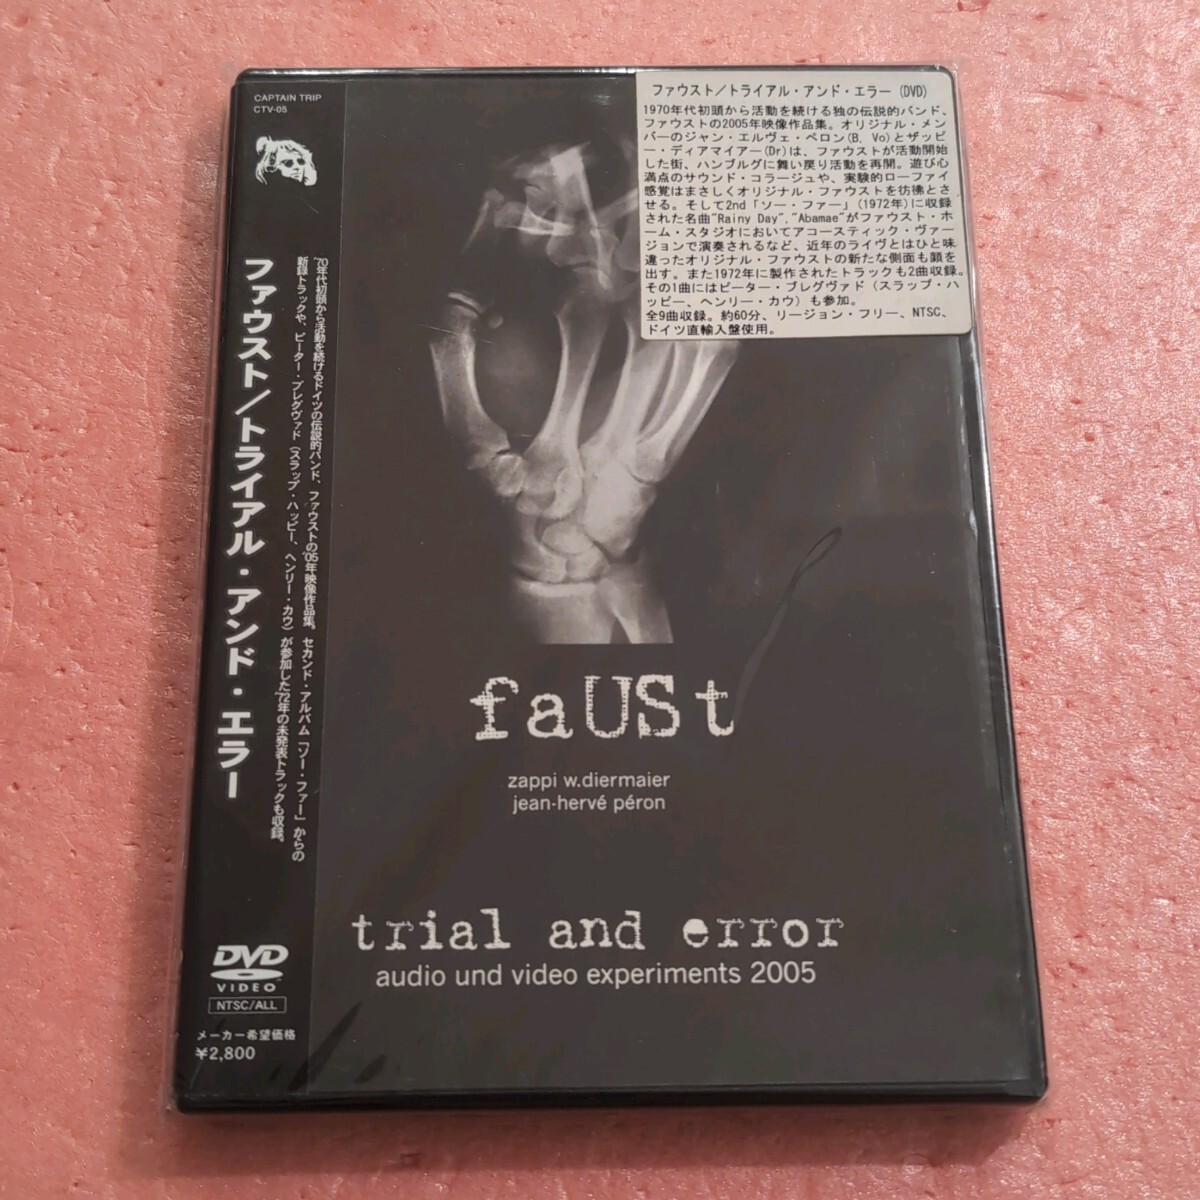 CAPTAIN TRIP
CTV-05
ファウスト／トライアル・アンド・エラー
'70年代初頭から活動を続けるドイツの伝説的バンド、ファウストの'05年映像作品集。セカンド・アルバム「ソー・ファー」からの
新録トラックや、ピーター・ブレグヴァド（スラップ・ハッピー、ヘンリー・カウ）が参加した'72年の未発表トラックも収録。
DVD
VIDEO
NTSC/ALL
メーカー希望価格
¥2,800
ファウスト／トライアル・アンド・エラー (DVD)
1970年代初頭から活動を続ける独の伝説的バンド、
ファウストの2005年映像作品集。オリジナル・メン
バーのジャン・エルヴェ・ペロン(B, Vo)とザッピ
ー・ディアマイアー(Dr)は、ファウストが活動開始
した街、ハンブルグに舞い戻り活動を再開。遊び心
満点のサウンド・コラージュや、実験的ローファイ
感覚はまさしくオリジナル・ファウストを彷彿とさ
せる。そして2nd「ソー・ファー」(1972年)に収録
された名曲"Rainy Day","Abamae"がファウスト・ホ
ーム・スタジオにおいてアコースティック・ヴァー
ジョンで演奏されるなど、近年のライヴとはひと味
違ったオリジナル・ファウストの新たな側面も顔を
出す。また1972年に製作されたトラックも2曲収録。
その1曲にはピーター・ブレグヴァド（スラップ・ハ
ッピー、ヘンリー・カウ）も参加。
全9曲収録。約60分、リージョン・フリー、NTSC、
ドイツ直輸入盤使用。
faUSt
zappi w.diermaier
jean-hervé péron
trial and error
audio und video experiments 2005